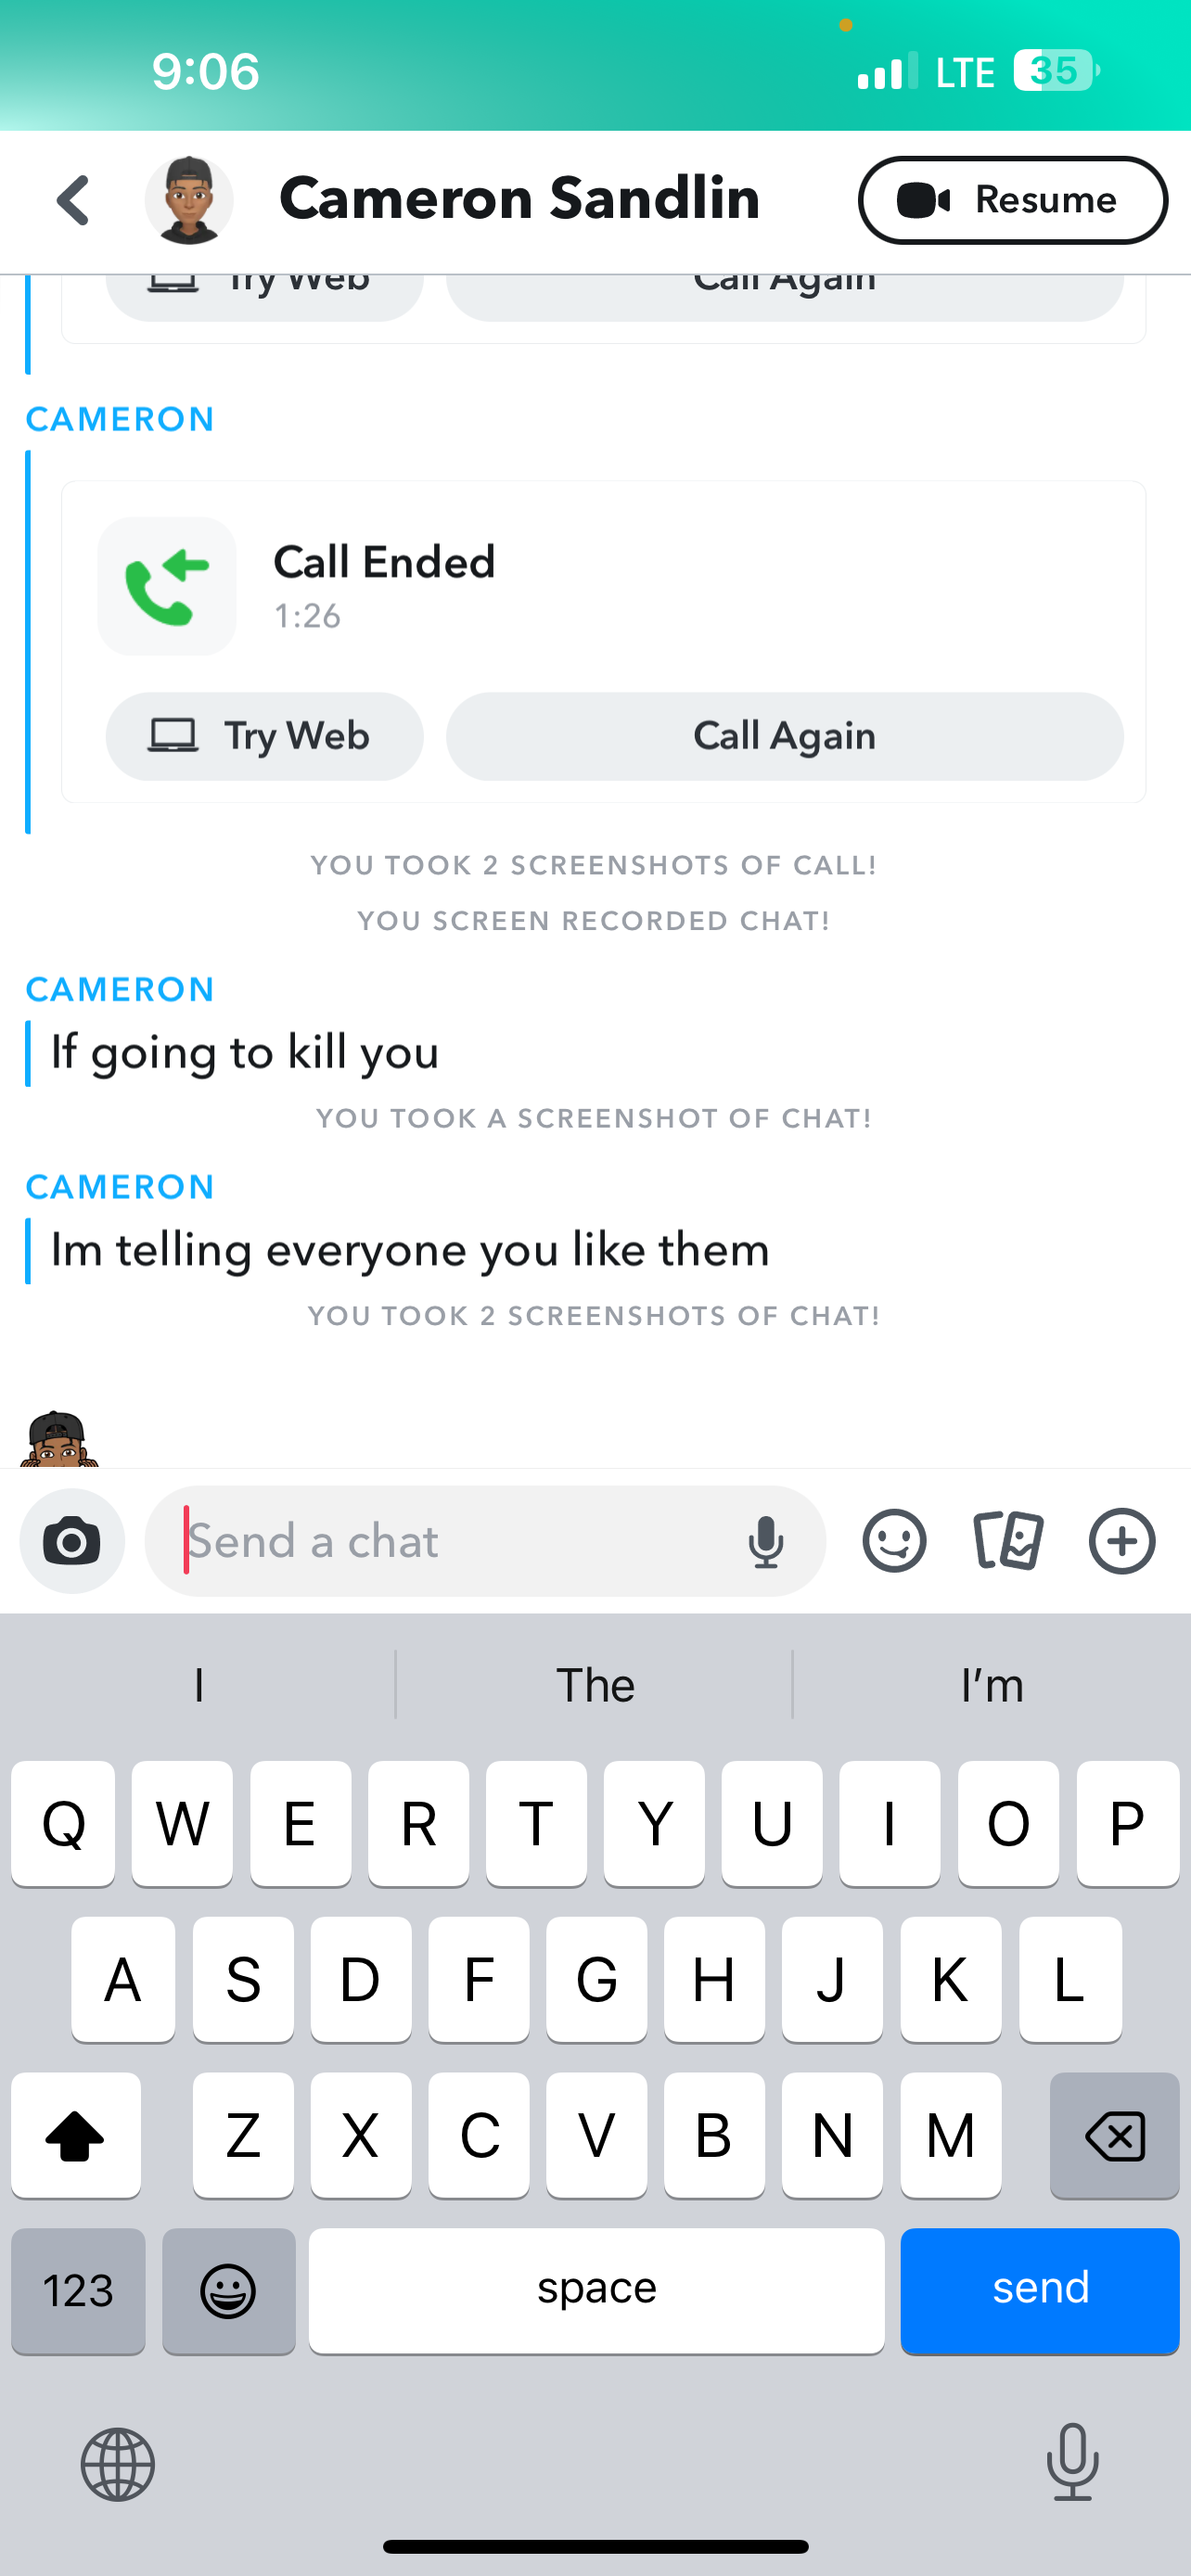 9:06
LTE
35
Cameron Sandlin
Resume
Try Web
Call Again
CAMERON
Call Ended
1:26
Try Web
Call Again
YOU TOOK 2 SCREENSHOTS OF CALL!
YOU SCREEN RECORDED CHAT!
CAMERON
If going to kill you
YOU TOOK A SCREENSHOT OF CHAT!
CAMERON
Im telling everyone you like them
YOU TOOK 2 SCREENSHOTS OF CHAT!
Send a chat
I The I'm
Q W E R T Y U I O P
A S D F G H J K L
Z X C V B N M
123 space send